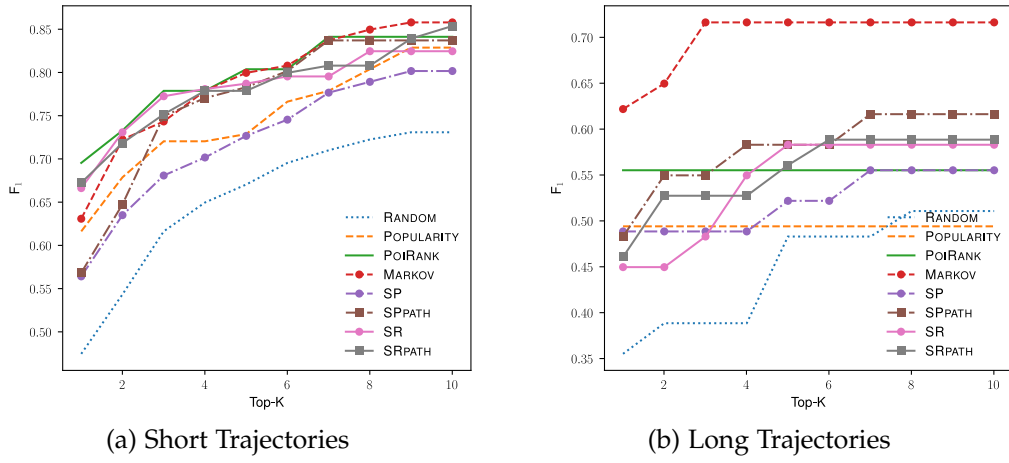 0.85
0.80
0.75
0.70
0.65
0.60
0.55
0.50
F₁
2
4
6
8
10
Top-K
RANDOM
POPULARITY
POIRANK
MARKOV
SP
SPPATH
SR
SRPATH
(a) Short Trajectories
0.70
0.65
0.60
0.55
0.50
0.45
0.40
0.35
F₁
2
4
6
8
10
Top-K
RANDOM
POPULARITY
POIRANK
MARKOV
SP
SPPATH
SR
SRPATH
(b) Long Trajectories